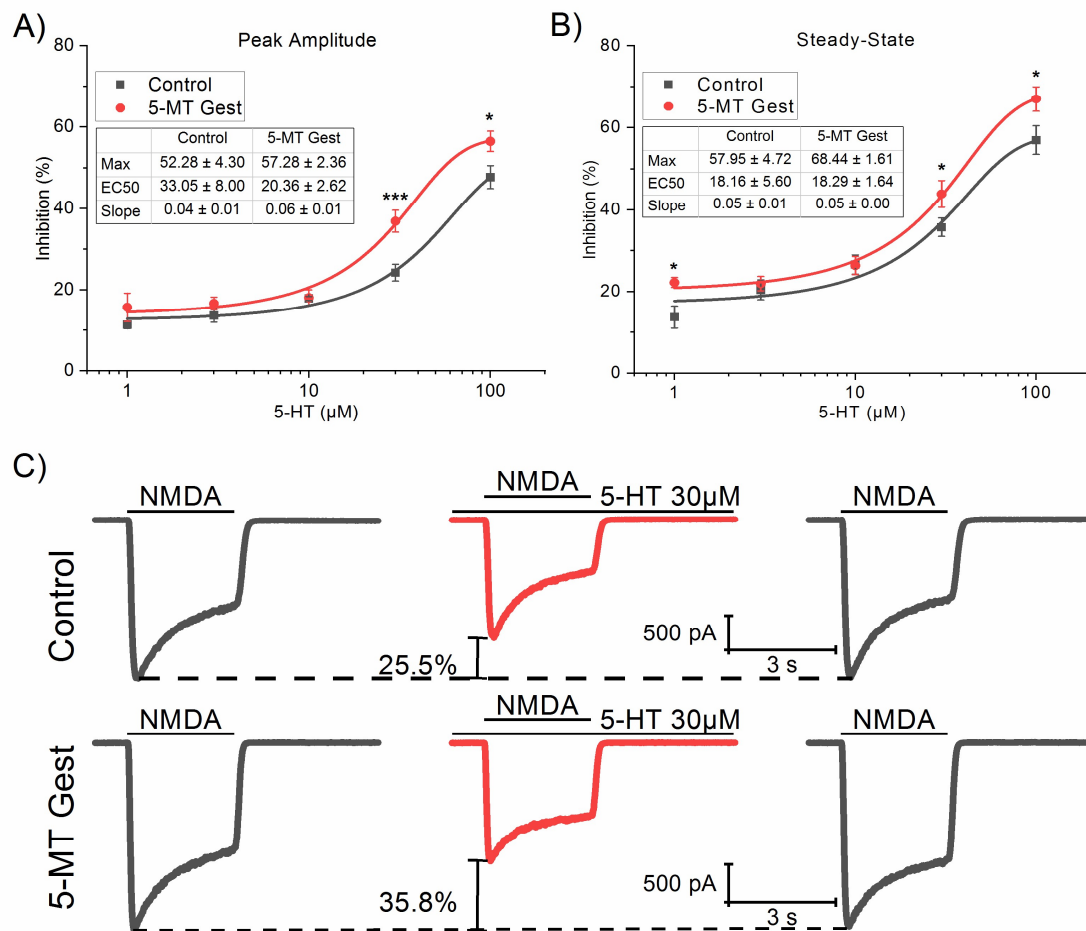 A)
Peak Amplitude
Inhibition (%)
80
60
40
20
0
Control
5-MT Gest
Control 5-MT Gest
Max 52.28 ± 4.30 57.28 ± 2.36
EC50 33.05 ± 8.00 20.36 ± 2.62
Slope 0.04 ± 0.01 0.06 ± 0.01
***
*
1 10 100
5-HT (µM)
B)
Steady-State
Inhibition (%)
80
60
40
20
0
Control
5-MT Gest
Control 5-MT Gest
Max 57.95 ± 4.72 68.44 ± 1.61
EC50 18.16 ± 5.60 18.29 ± 1.64
Slope 0.05 ± 0.01 0.05 ± 0.00
*
*
*
1 10 100
5-HT (µM)
C)
Control
NMDA
NMDA
5-HT 30µM
NMDA
25.5%
500 pA
3 s
5-MT Gest
NMDA
NMDA
5-HT 30µM
NMDA
35.8%
500 pA
3 s